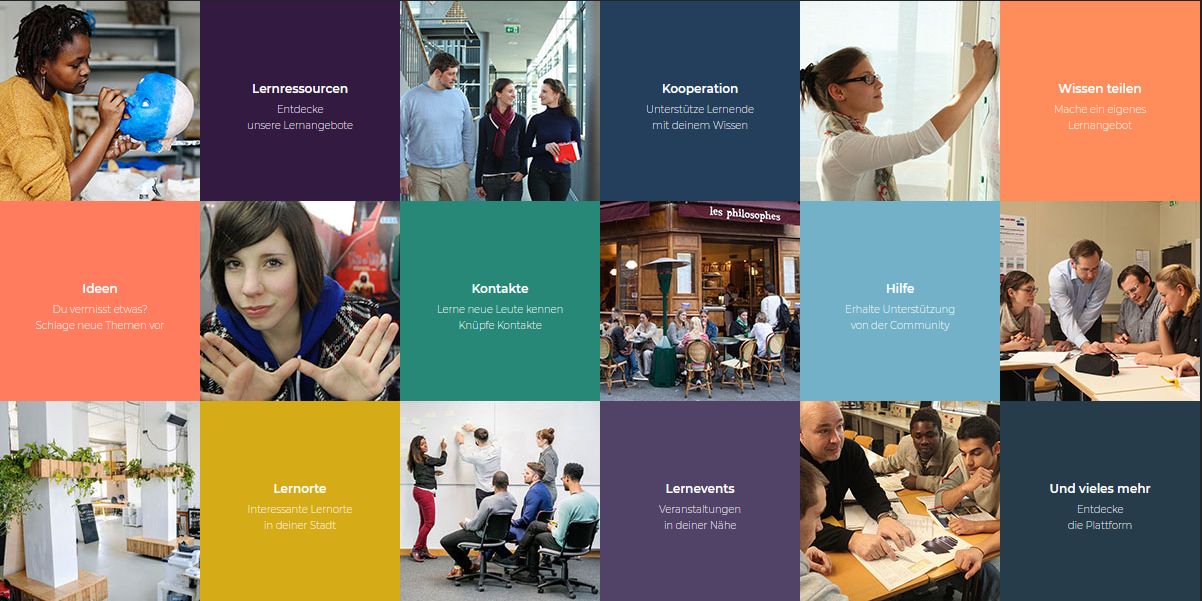 Lernressourcen
Entdecke
unsere Lernangebote
Kooperation
Unterstütze Lernende
mit deinem Wissen
Wissen teilen
Mache ein eigenes
Lernangebot
Ideen
Du vermisst etwas?
Schlage neue Themen vor
Kontakte
Lerne neue Leute kennen
Knüpfe Kontakte
les philosophes
Hilfe
Erhalte Unterstützung
von der Community
Lernorte
Interessante Lernorte
in deiner Stadt
Lernevents
Veranstaltungen
in deiner Nähe
Und vieles mehr
Entdecke
die Plattform